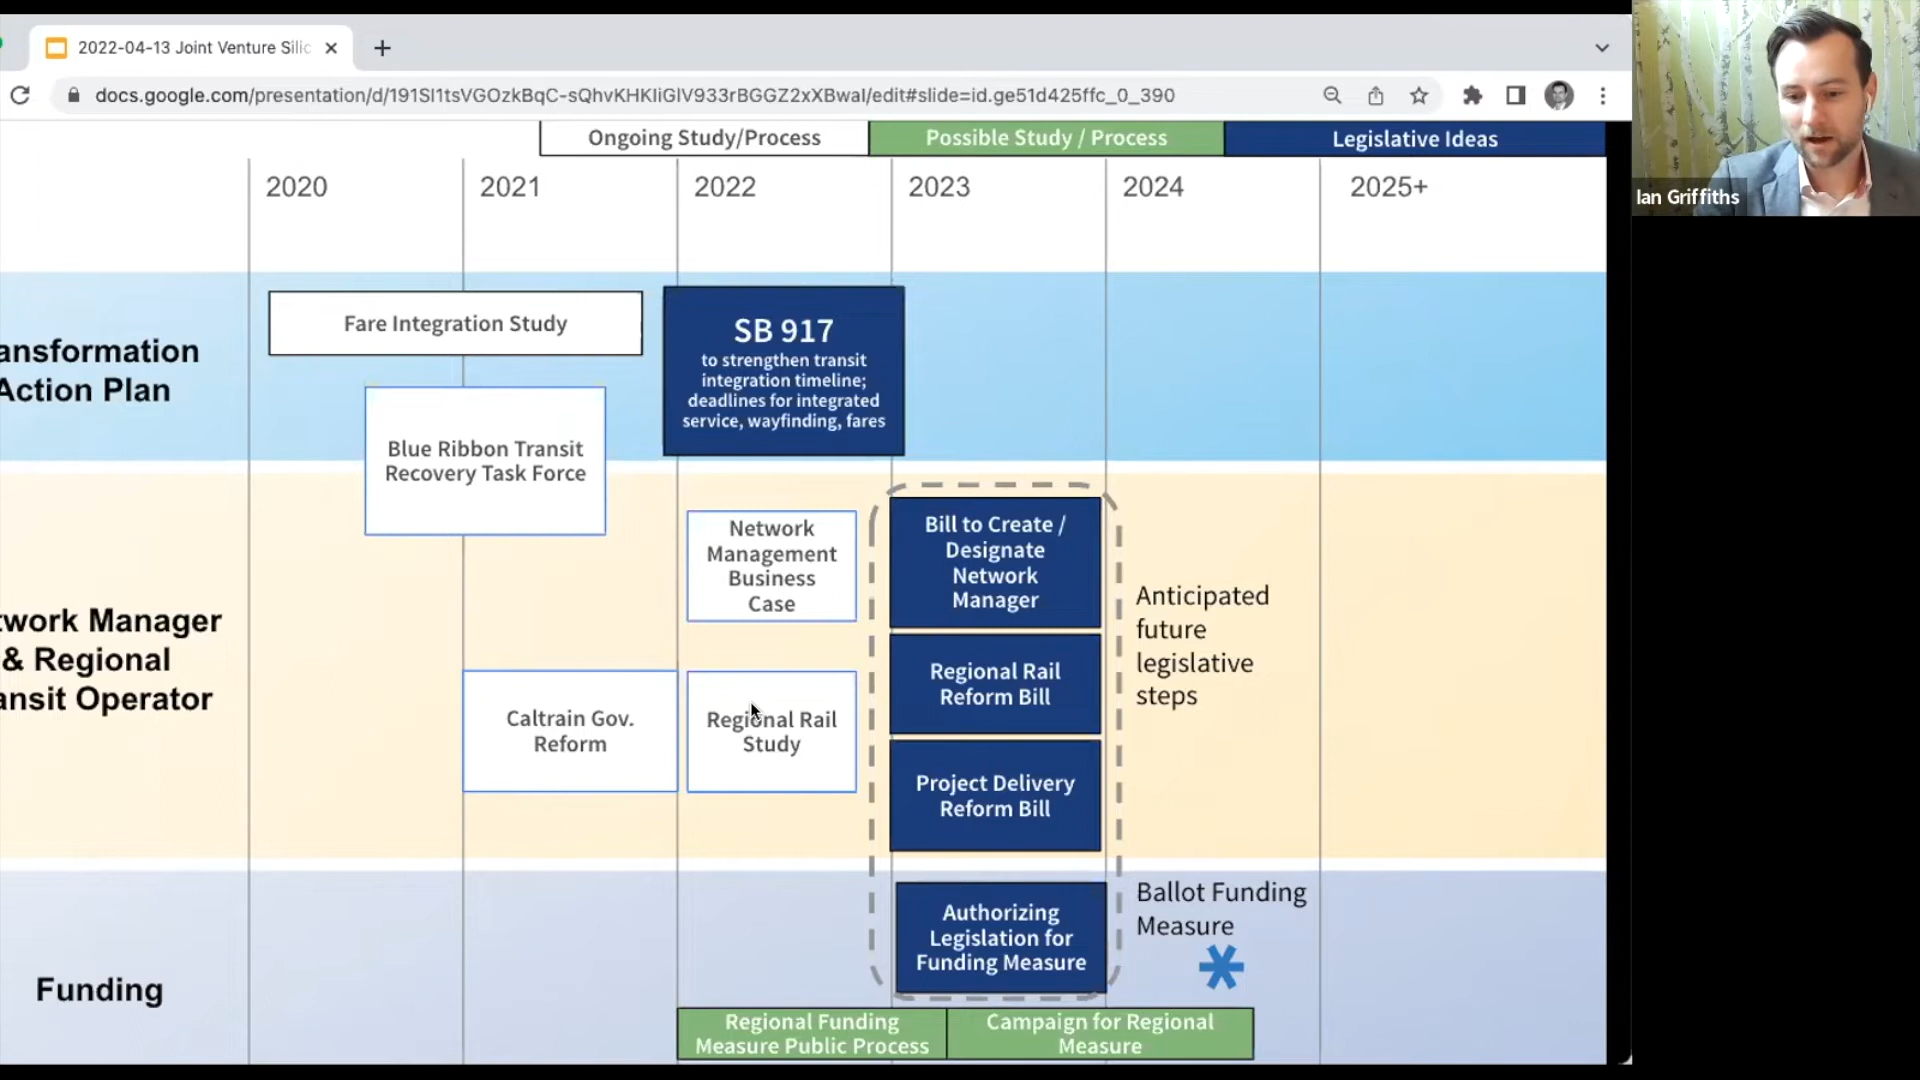 2022-04-13 Joint Venture Silic
docs.google.com/presentation/d/191SI1tsVGOzkBqC-sQhvKHKIiGlV933rBGGZ2xXBwaI/edit#slide=id.ge51d425ffc_0_390
Ian Griffiths
Ongoing Study/Process
Possible Study / Process
Legislative Ideas
2020
2021
2022
2023
2024
2025+
ansformation
Action Plan
Fare Integration Study
Blue Ribbon Transit
Recovery Task Force
SB 917
to strengthen transit
integration timeline;
deadlines for integrated
service, wayfinding, fares
twork Manager
& Regional
ansit Operator
Network
Management
Business
Case
Caltrain Gov.
Reform
Regional Rail
Study
Bill to Create /
Designate
Network
Manager
Regional Rail
Reform Bill
Project Delivery
Reform Bill
Anticipated
future
legislative
steps
Funding
Authorizing
Legislation for
Funding Measure
Ballot Funding
Measure
Regional Funding
Measure Public Process
Campaign for Regional
Measure